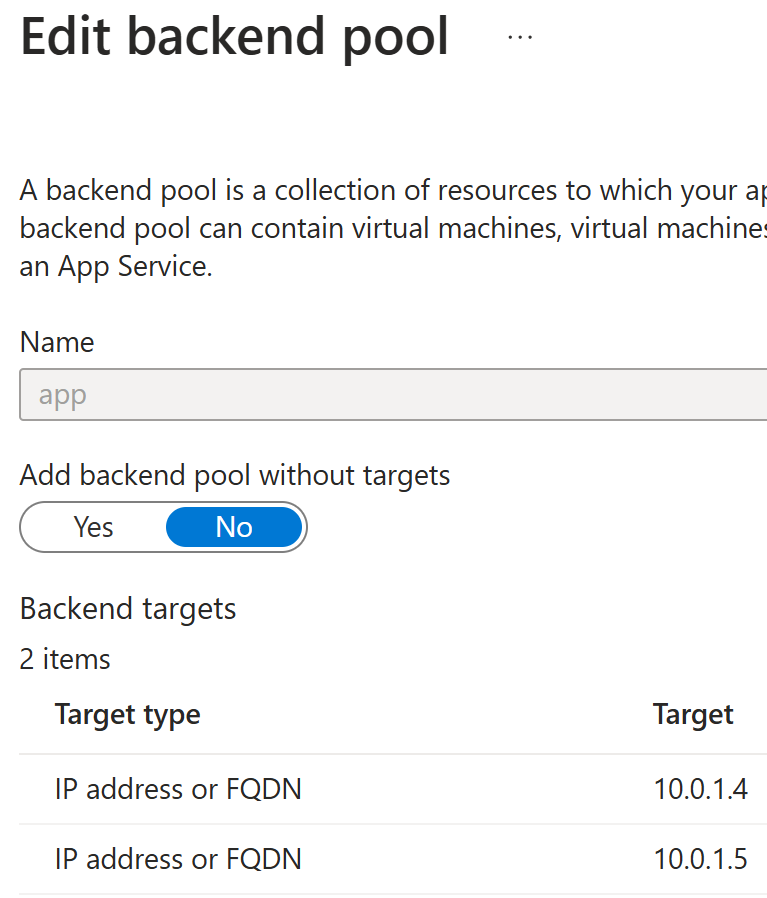 Edit backend pool ...
A backend pool is a collection of resources to which your
backend pool can contain virtual machines, virtual machines
an App Service.
Name
app
Add backend pool without targets
Yes No
Backend targets
2 items
Target type Target
IP address or FQDN 10.0.1.4
IP address or FQDN 10.0.1.5